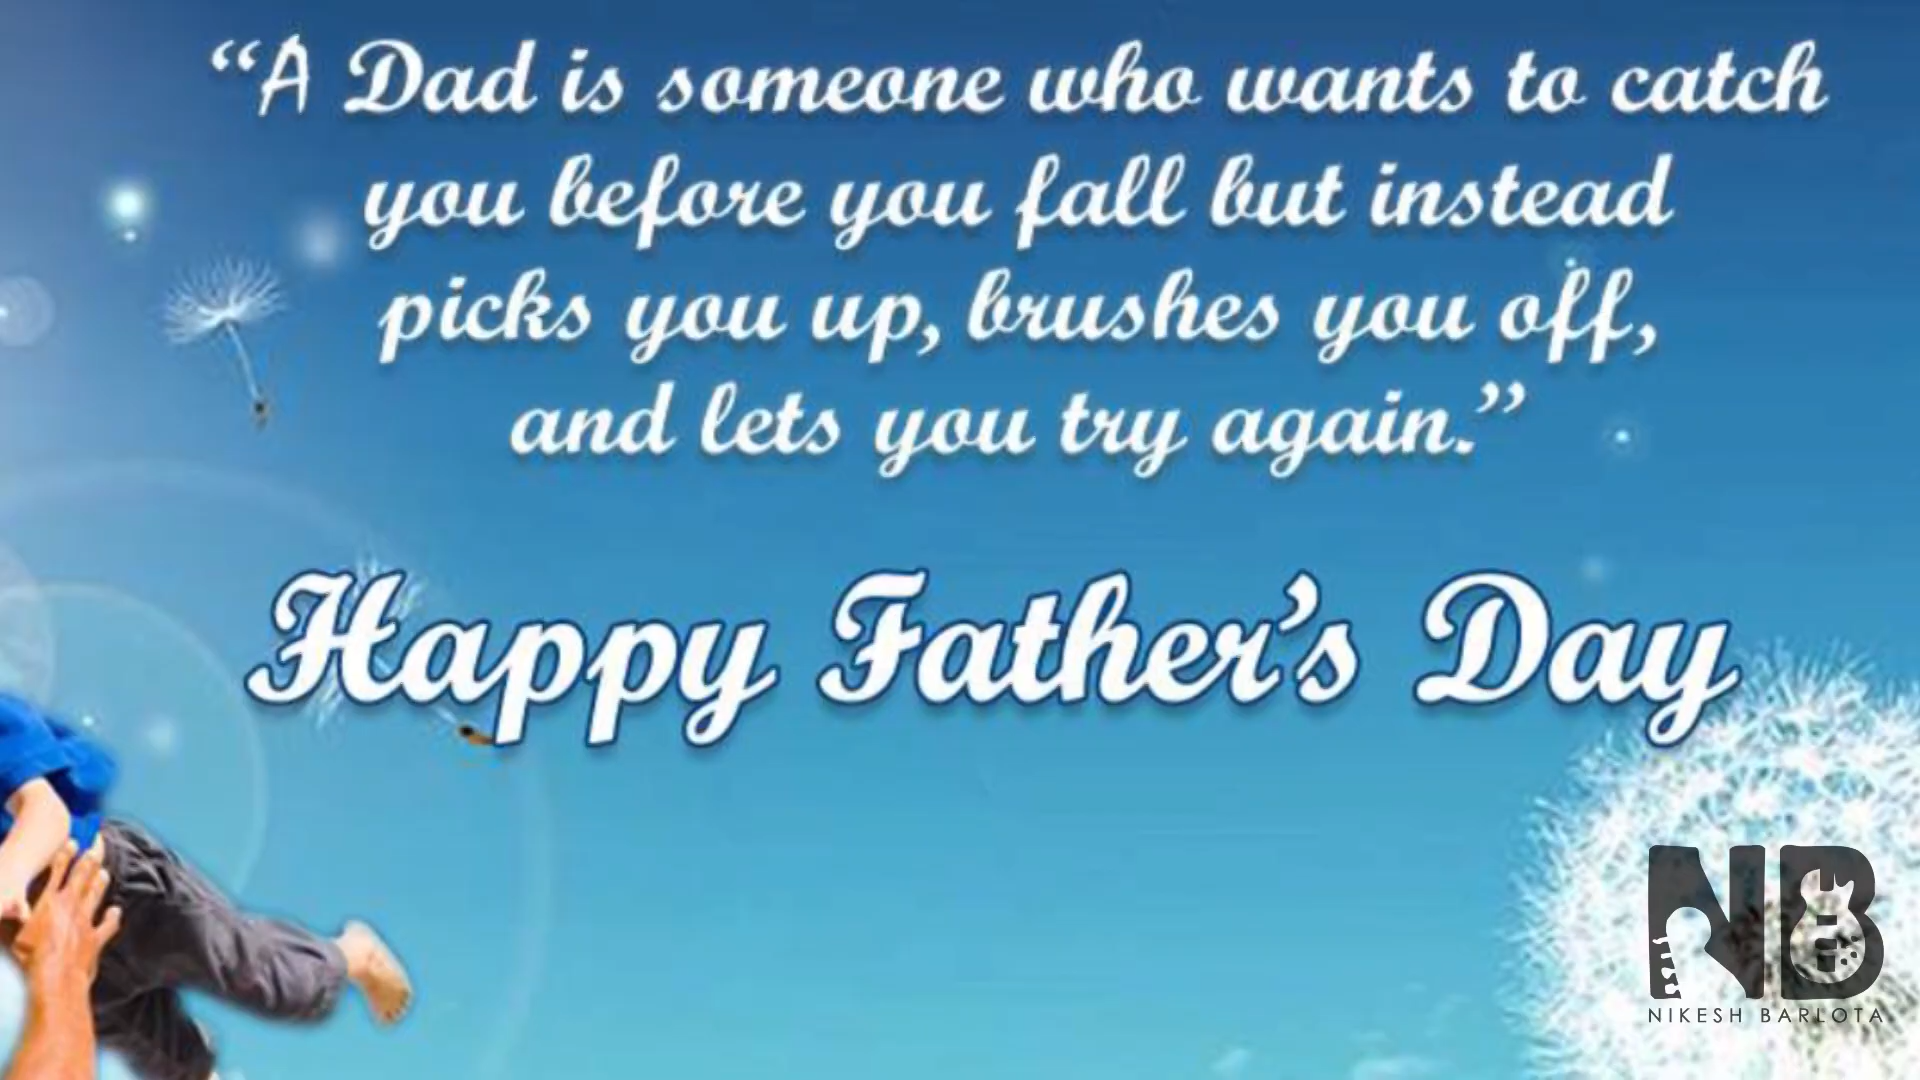 “A Dad is someone who wants to catch
you before you fall but instead
picks you up, brushes you off,
and lets you try again.”
Happy Father’s Day
NB
NIKESH BARLOTA